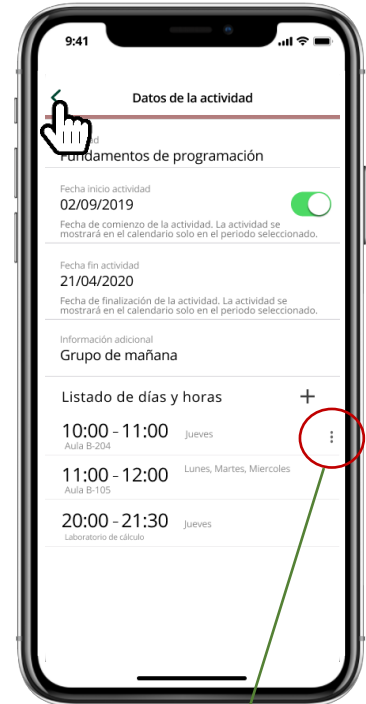 9:41
Datos de la actividad
Fundamentos de programación
Fecha inicio actividad
02/09/2019
Fecha de comienzo de la actividad. La actividad se
mostrará en el calendario solo en el periodo seleccionado.
Fecha fin actividad
21/04/2020
Fecha de finalización de la actividad. La actividad se
mostrará en el calendario solo en el periodo seleccionado.
Información adicional
Grupo de mañana
Listado de días y horas +
10:00 - 11:00 Jueves
Aula B-204
11:00 - 12:00 Lunes, Martes, Miercoles
Aula B-105
20:00 - 21:30 Jueves
Laboratorio de cálculo